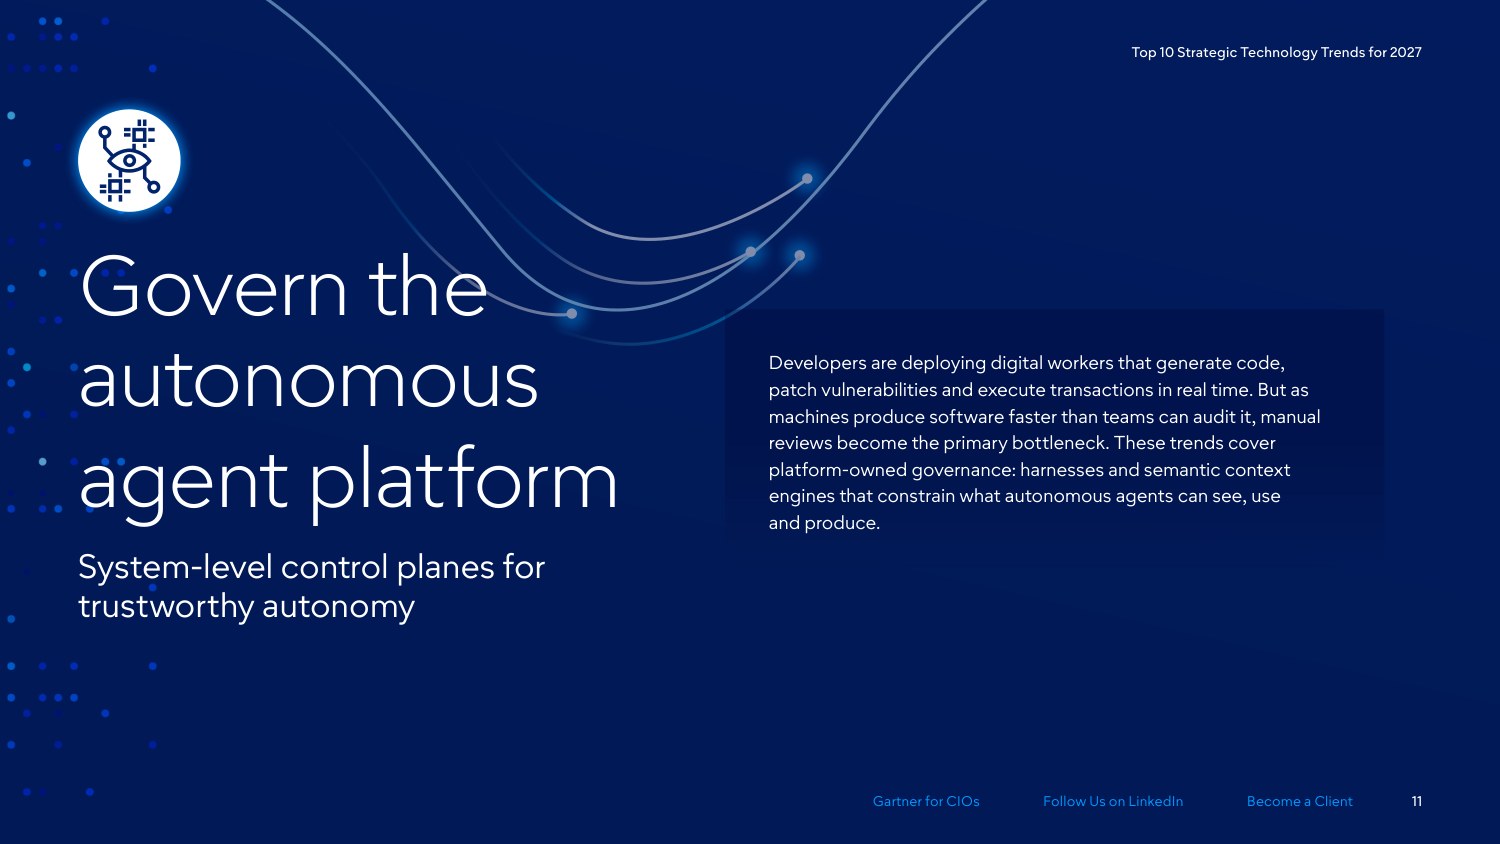 Top 10 Strategic Technology Trends for 2027
Govern the
autonomous
agent platform
System-level control planes for
trustworthy autonomy
Developers are deploying digital workers that generate code,
patch vulnerabilities and execute transactions in real time. But as
machines produce software faster than teams can audit it, manual
reviews become the primary bottleneck. These trends cover
platform-owned governance: harnesses and semantic context
engines that constrain what autonomous agents can see, use
and produce.
Gartner for CIOs Follow Us on LinkedIn Become a Client 11